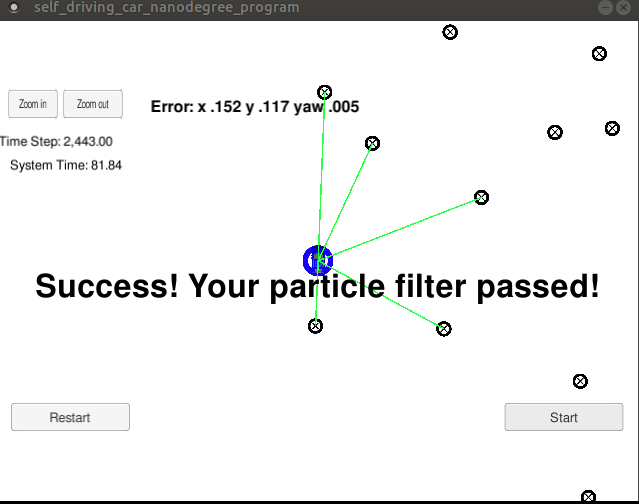 self_driving_car_nanodegree_program
Zoom in
Zoom out
Error: x .152 y .117 yaw .005
Time Step: 2,443.00
System Time: 81.84
Success! Your particle filter passed!
Restart
Start